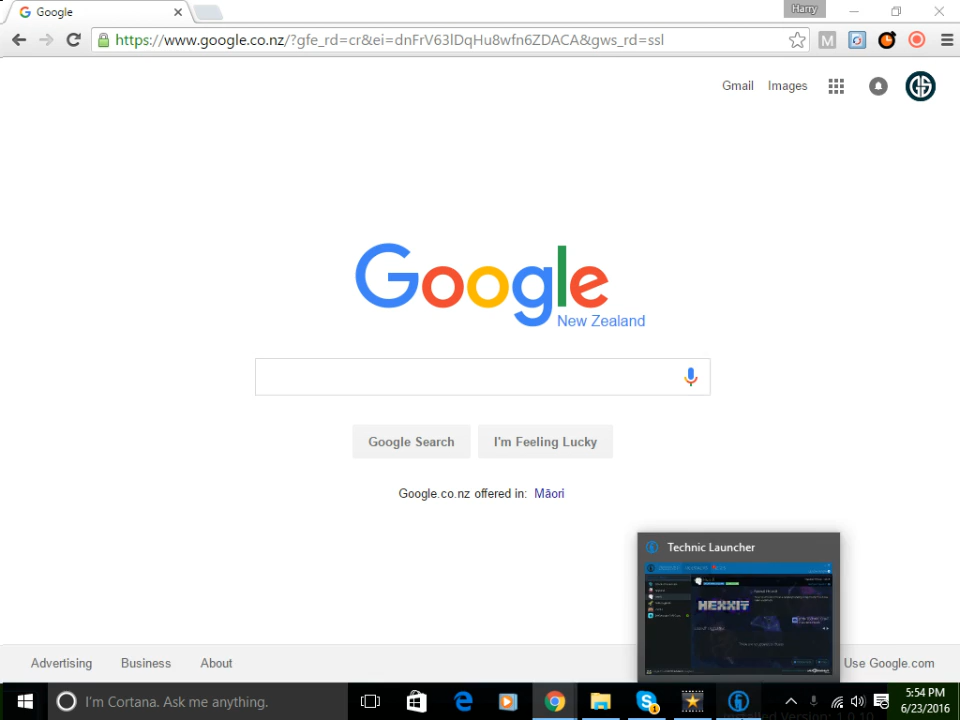 Google
Harry
https://www.google.co.nz/?gfe_rd=cr&ei=dnFrV63lDqHu8wfn6ZDACA&gws_rd=ssl
M
Gmail Images
GS
Google
New Zealand
Google Search I'm Feeling Lucky
Google.co.nz offered in: Māori
Technic Launcher
HEXXIT
Advertising Business About Use Google.com
I'm Cortana. Ask me anything.
5:54 PM
6/23/2016